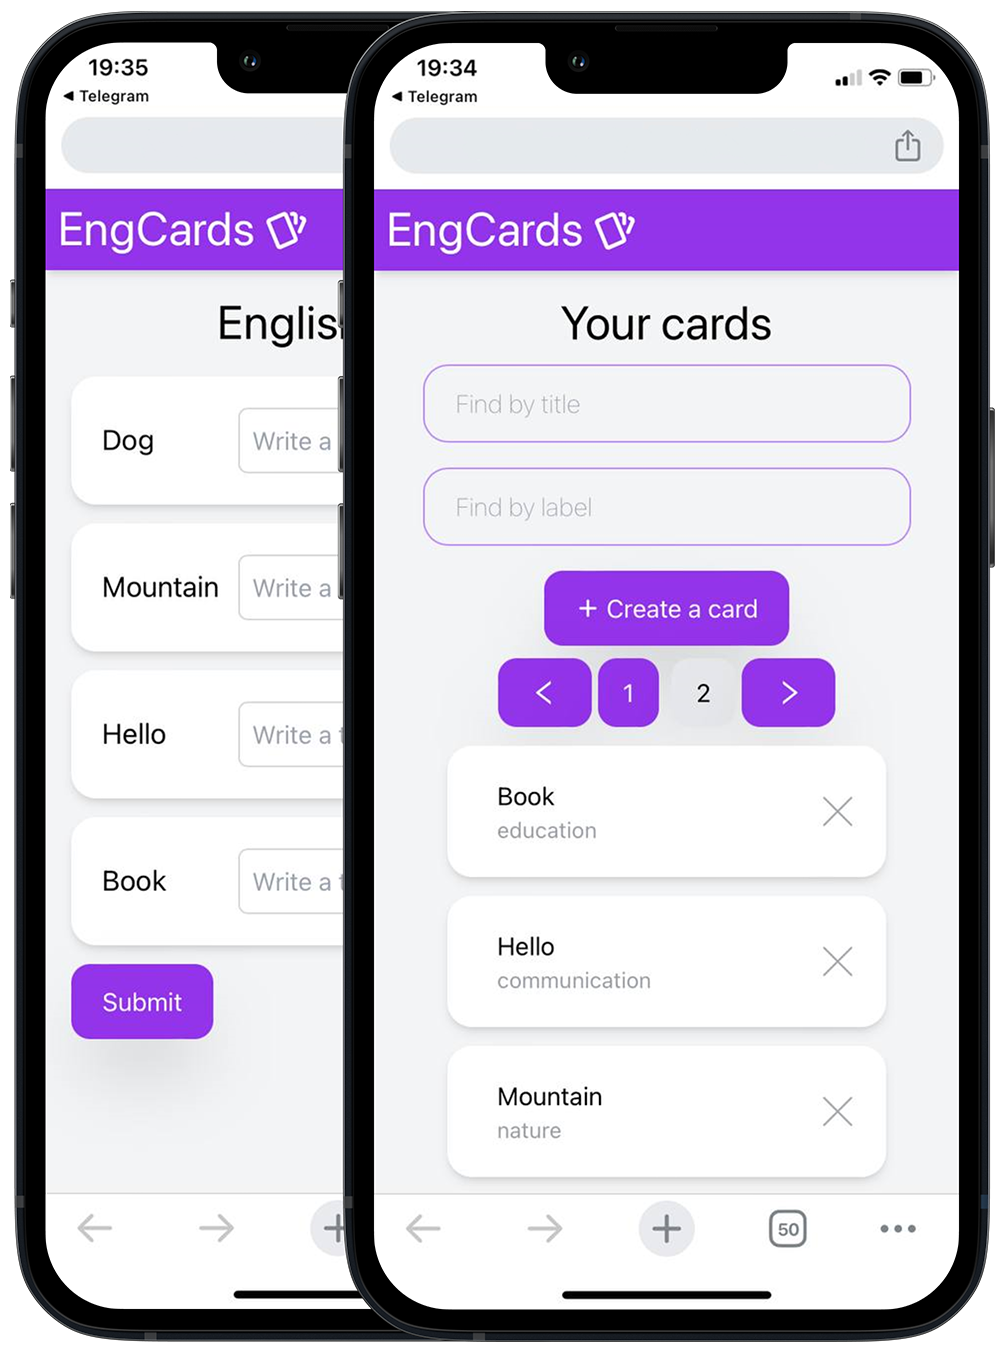 19:35
◀ Telegram
EngCards
Dog
Write a
Mountain
Write a
Hello
Write a
Book
Write a
Submit
19:34
◀ Telegram
EngCards
Your cards
Find by title
Find by label
+ Create a card
< 1 2 >
Book
education
Hello
communication
Mountain
nature
50